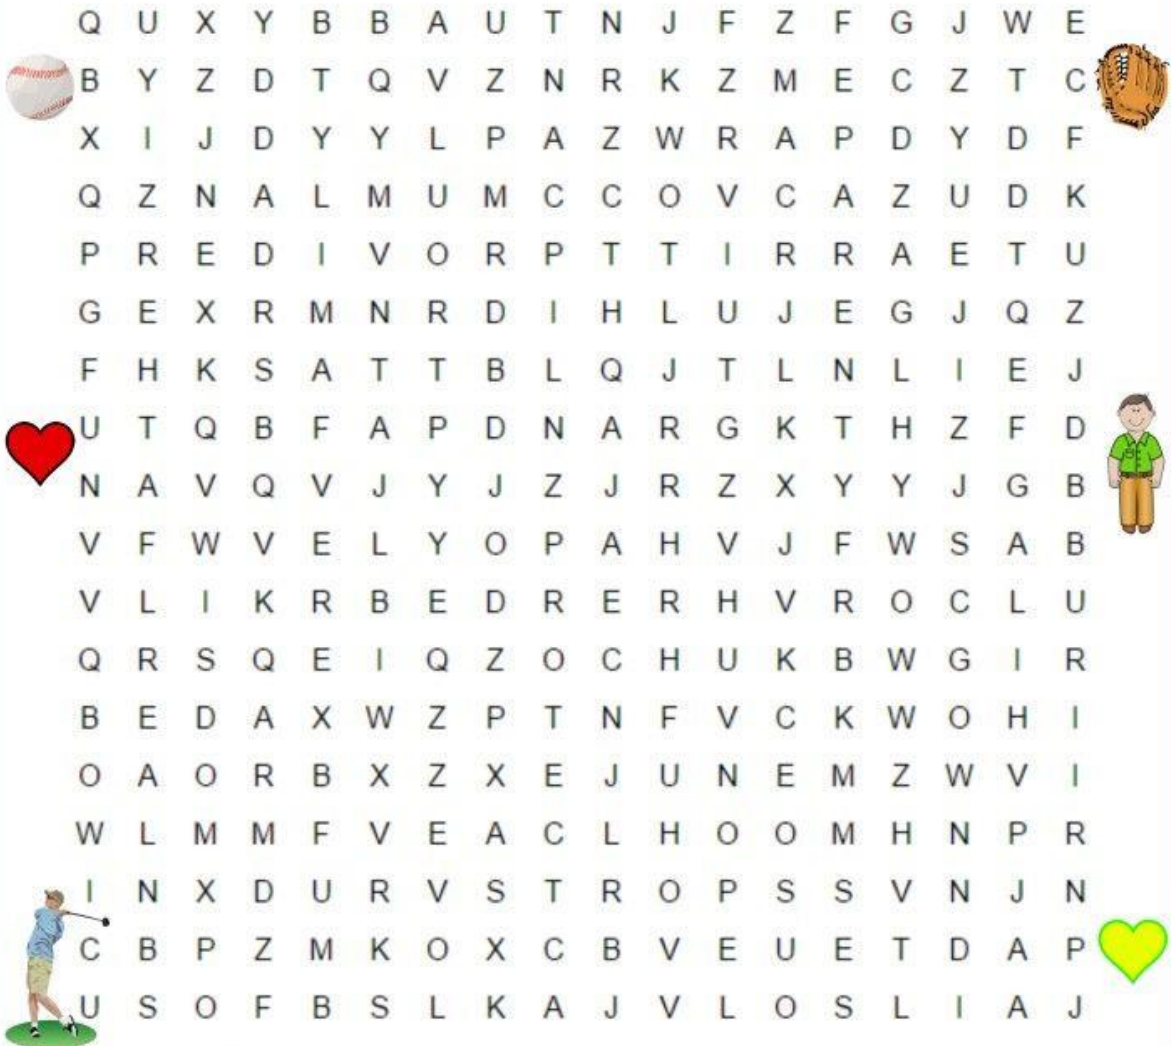 Q U X Y B B A U T N J F Z F G J W E
B Y Z D T Q V Z N R K Z M E C Z T C
X I J D Y Y L P A Z W R A P D Y D F
Q Z N A L M U M C C O V C A Z U D K
P R E D I V O R P T T I R R A E T U
G E X R M N R D I H L U J E G J Q Z
F H K S A T T B L Q J T L N L I E J
U T Q B F A P D N A R G K T H Z F D
N A V Q V J Y J Z J R Z X Y Y J G B
V F W V E L Y O P A H V J F W S A B
V L I K R B E D R E R H V R O C L U
Q R S Q E I Q Z O C H U K B W G I R
B E D A X W Z P T N F V C K W O H I
O A O R B X Z X E J U N E M Z W V I
W L M M F V E A C L H O O M H N P R
I N X D U R V S T R O P S S V N J N
C B P Z M K O X C B V E U E T D A P
U S O F B S L K A J V L O S L I A J